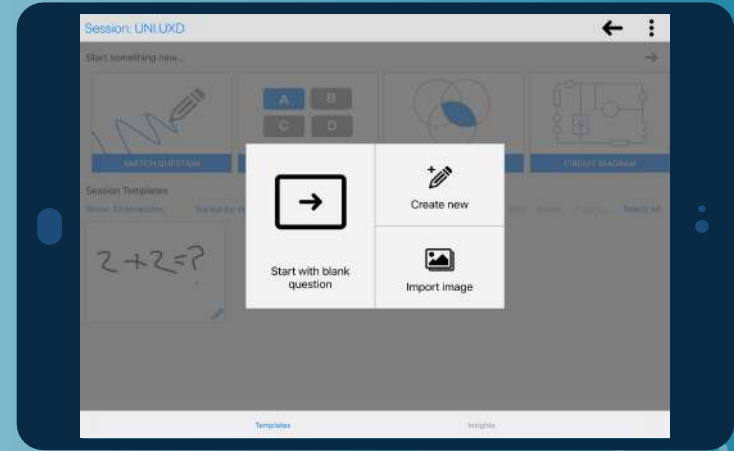 Session: UNI.UXD
Start something new...
A B
C D
SKETCH QUESTION
CIRCUIT DIAGRAM
Session Templates
Select all
2+2=?
Start with blank
question
Create new
Import image
Templates
Insights